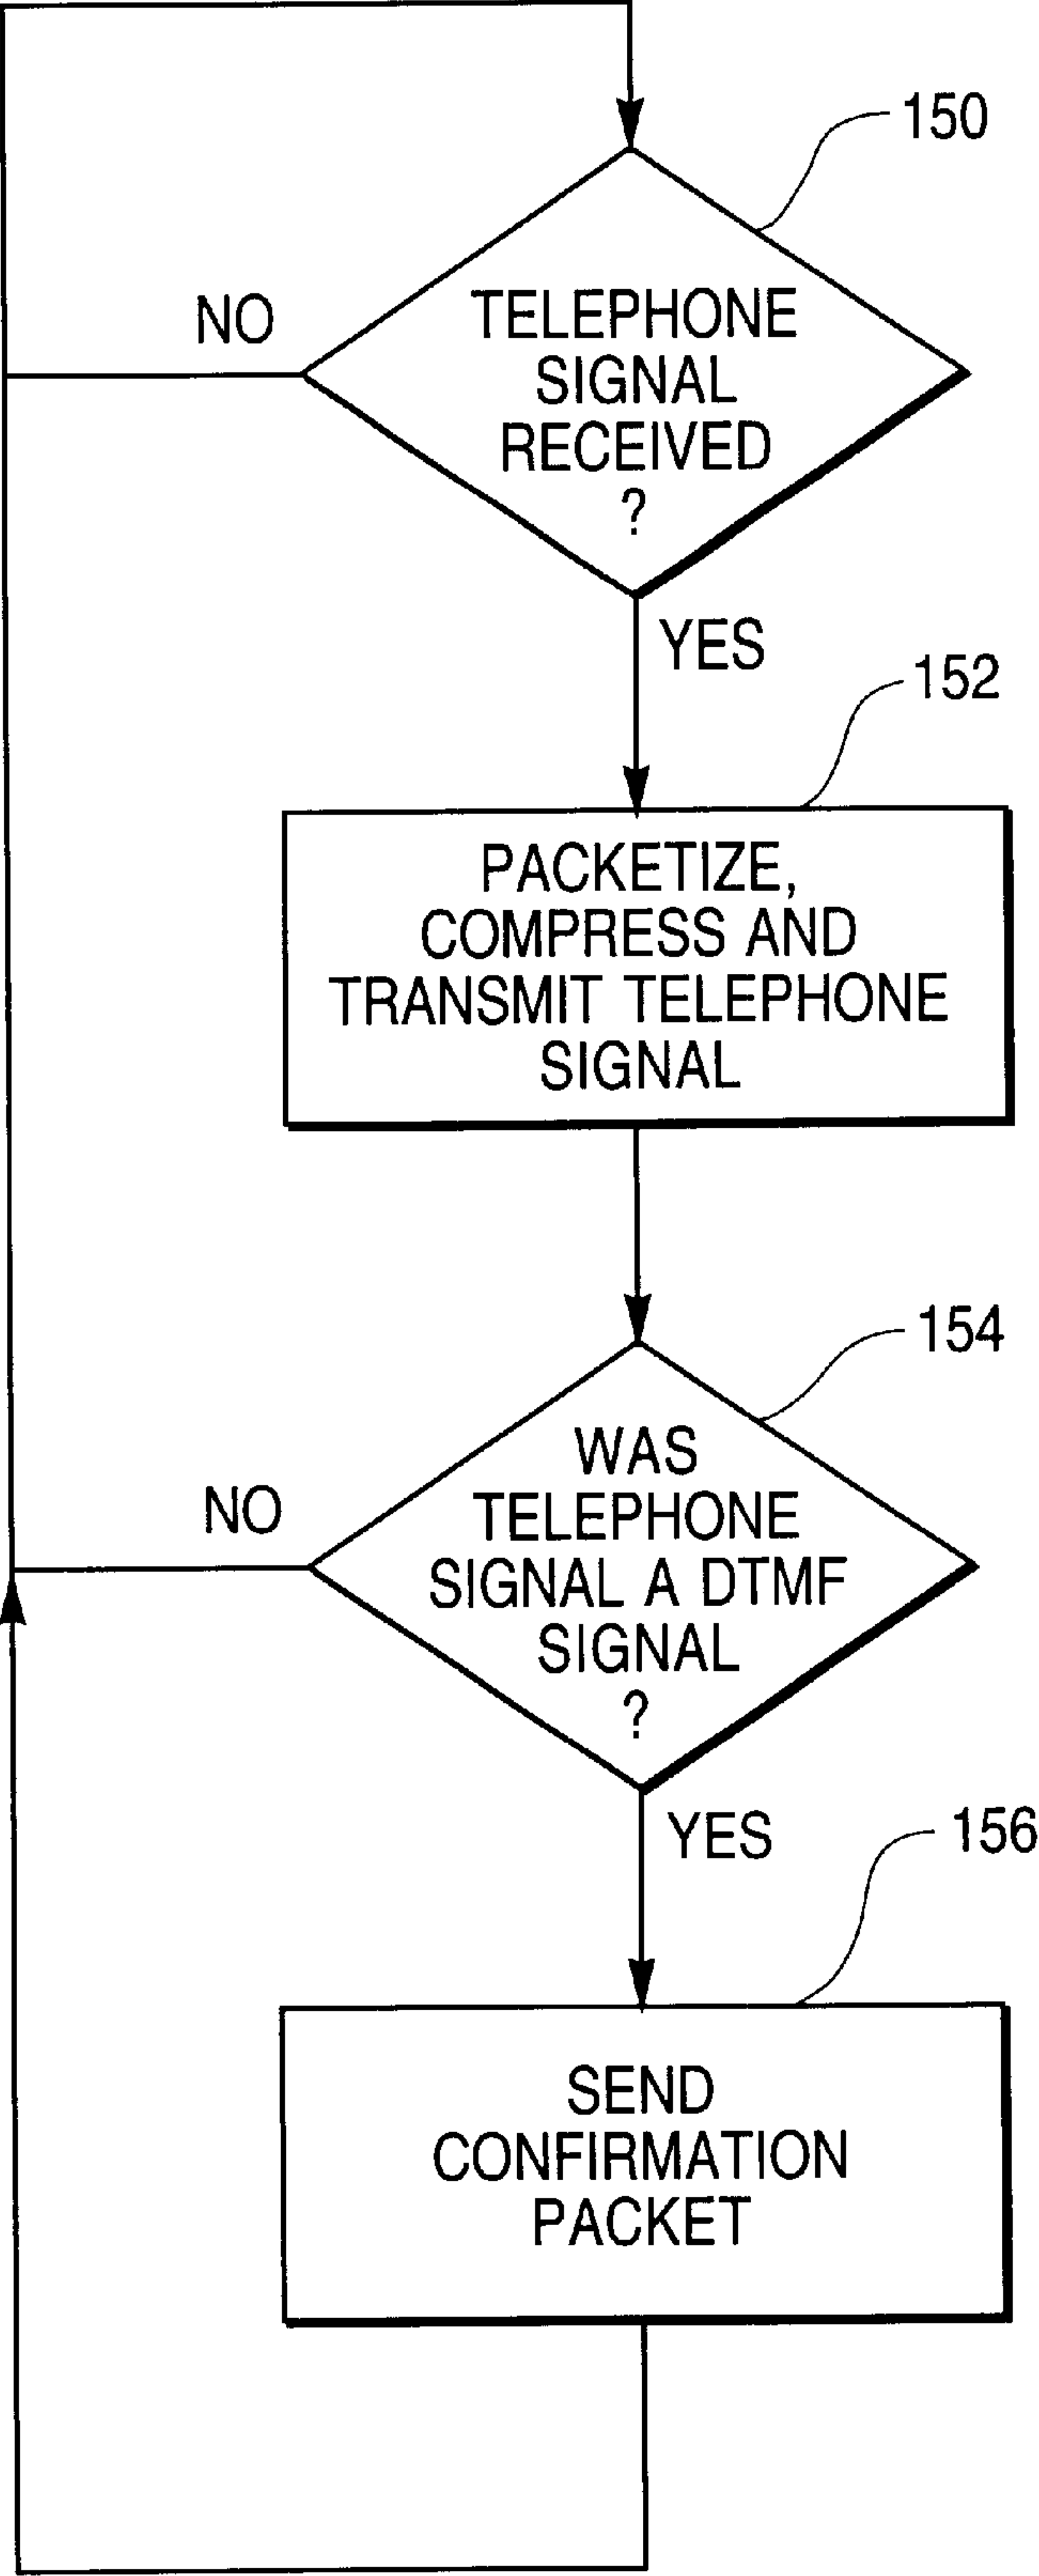 150
NO
TELEPHONE
SIGNAL
RECEIVED
?
YES
152
PACKETIZE,
COMPRESS AND
TRANSMIT TELEPHONE
SIGNAL
154
NO
WAS
TELEPHONE
SIGNAL A DTMF
SIGNAL
?
YES
156
SEND
CONFIRMATION
PACKET